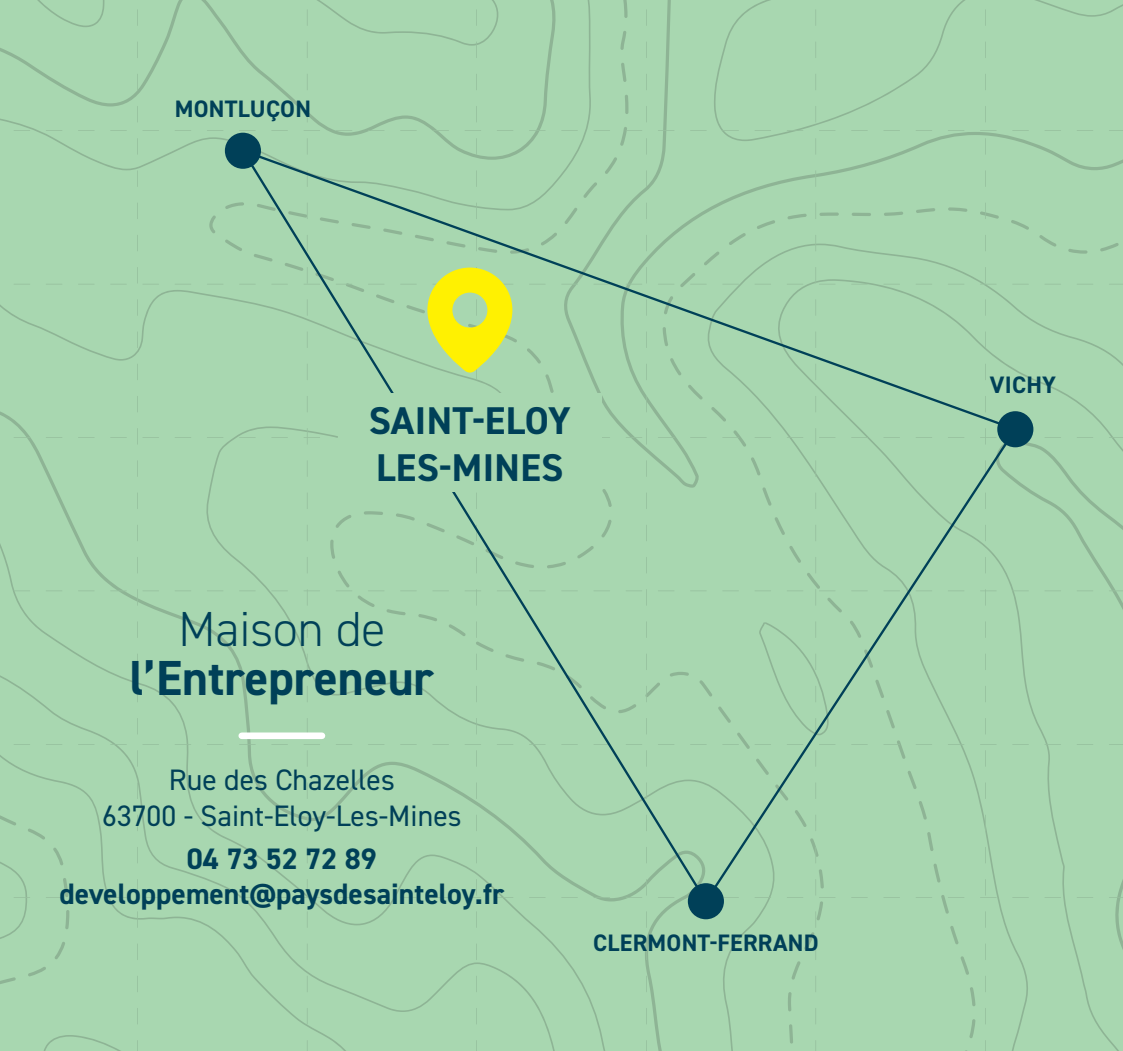 MONTLUÇON
VICHY
SAINT-ELOY
LES-MINES
Maison de
l'Entrepreneur
Rue des Chazelles
63700 - Saint-Eloy-Les-Mines
04 73 52 72 89
developpement@paysdesainteloy.fr
CLERMONT-FERRAND